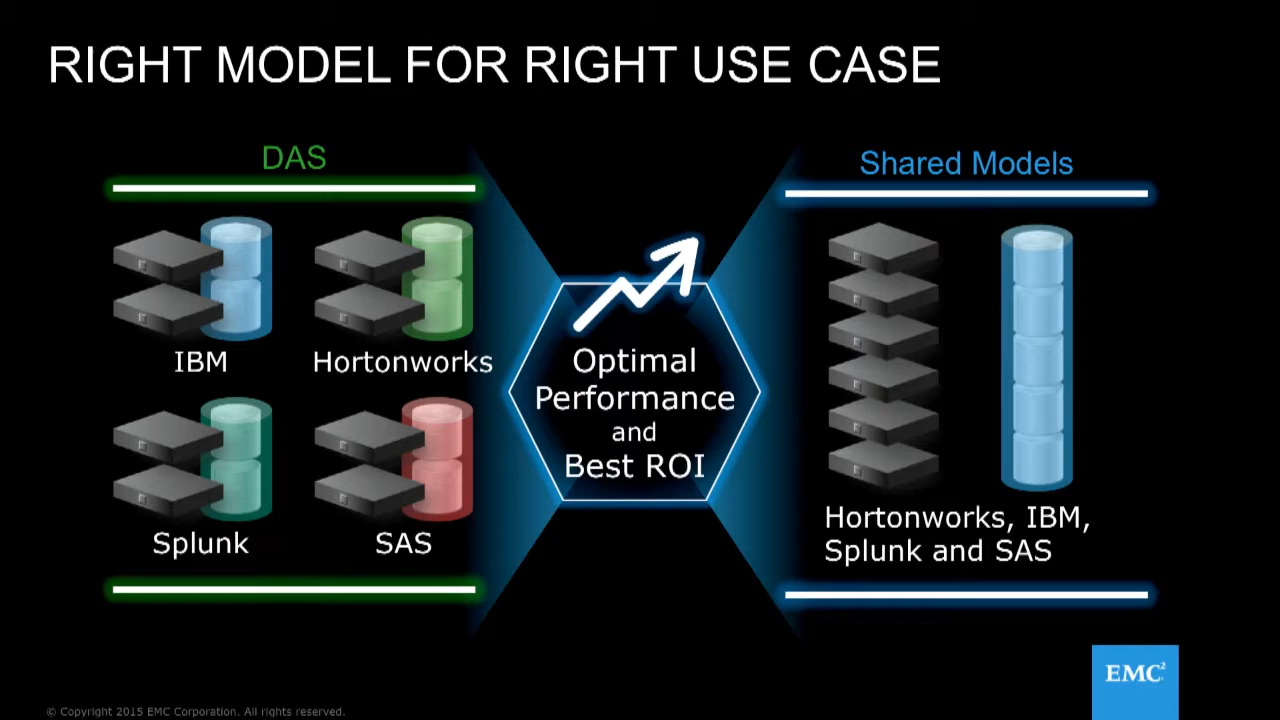 RIGHT MODEL FOR RIGHT USE CASE
DAS
IBM
Hortonworks
Splunk
SAS
Optimal
Performance
and
Best ROI
Shared Models
Hortonworks, IBM,
Splunk and SAS
EMC²
© Copyright 2015 EMC Corporation. All rights reserved.